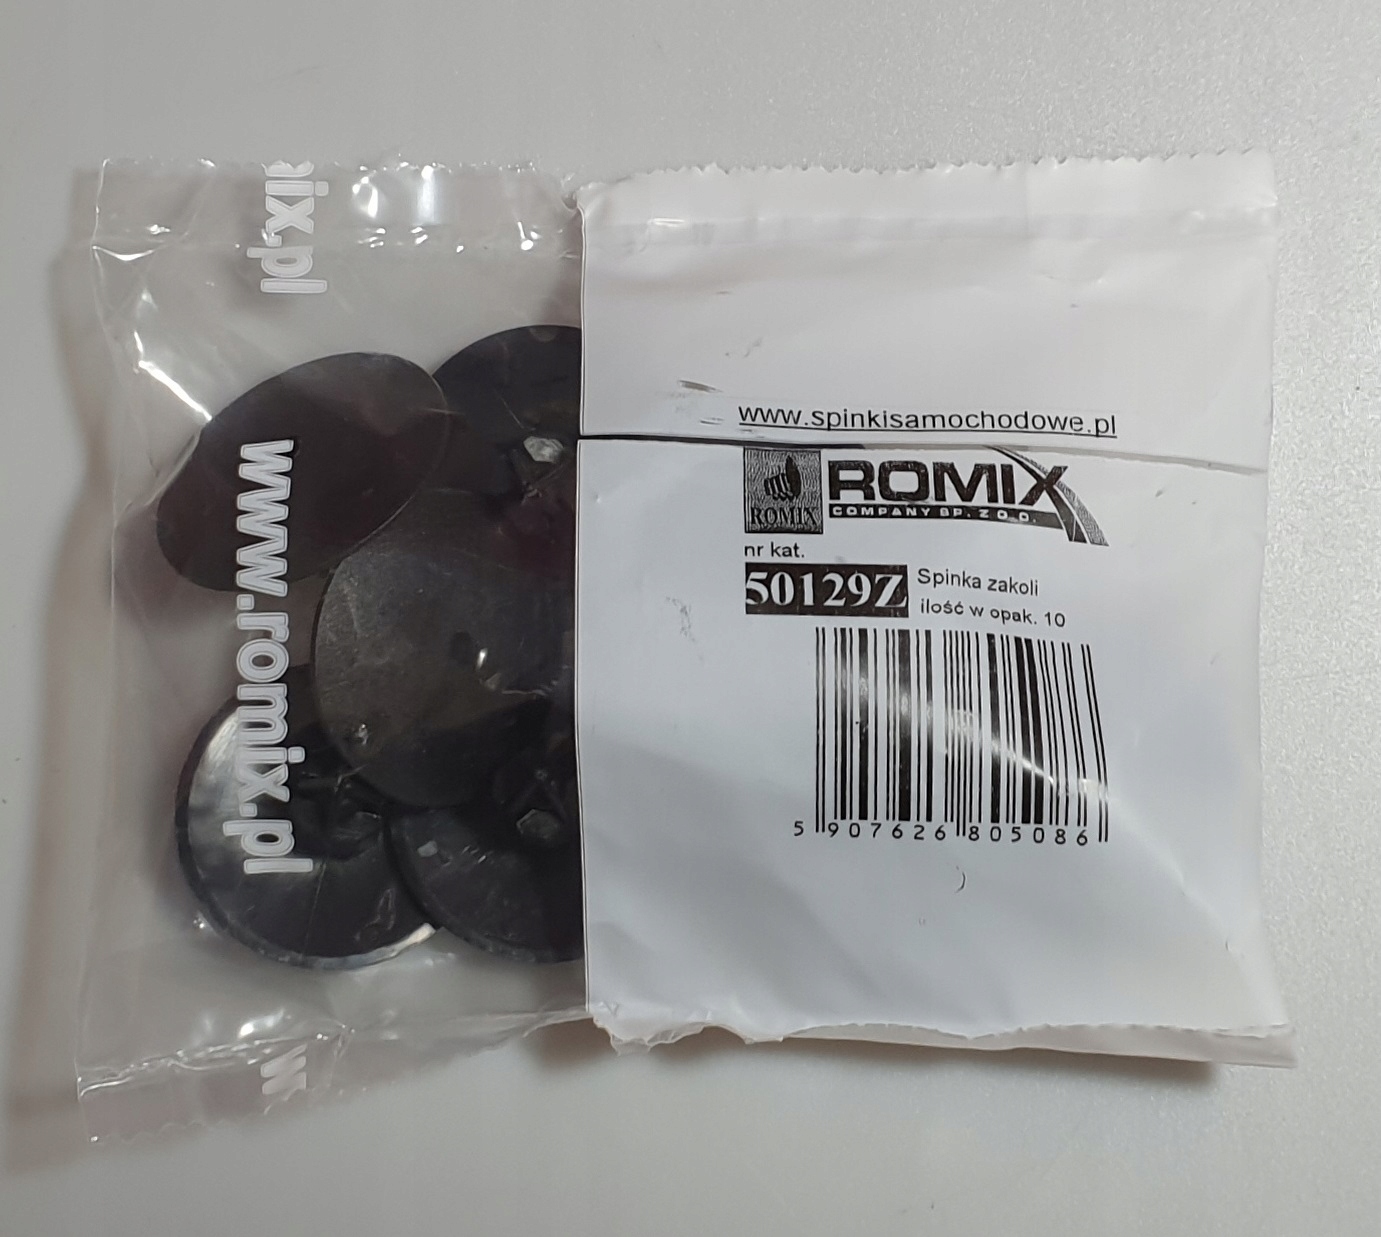 aix.pl
www.romix.pl
w
www.spinkisamochodowe.pl
ROMIX
ROMIX
COMPANY SP. Z O.O.
nr kat.
50129Z
Spinka zakoli
ilość w opak. 10
5 907626 805086